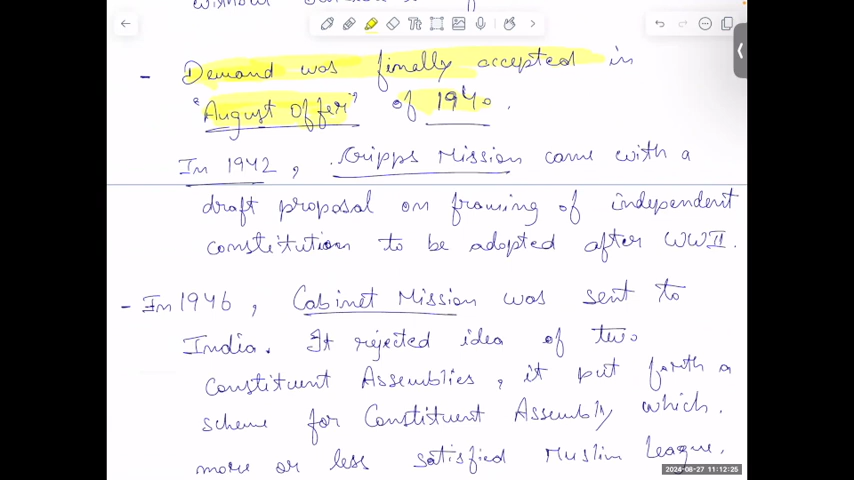 - Demand was finally accepted in
"August Offer" of 1940.
In 1942, Cripps Mission came with a
draft proposal on framing of independent
constitution to be adopted after WWII.
- In 1946, Cabinet Mission was sent to
India. It rejected idea of two
Constituent Assemblies, it put forth a
scheme for Constituent Assembly which.
more or less satisfied Muslim League.
2024-08-27 11:12:25